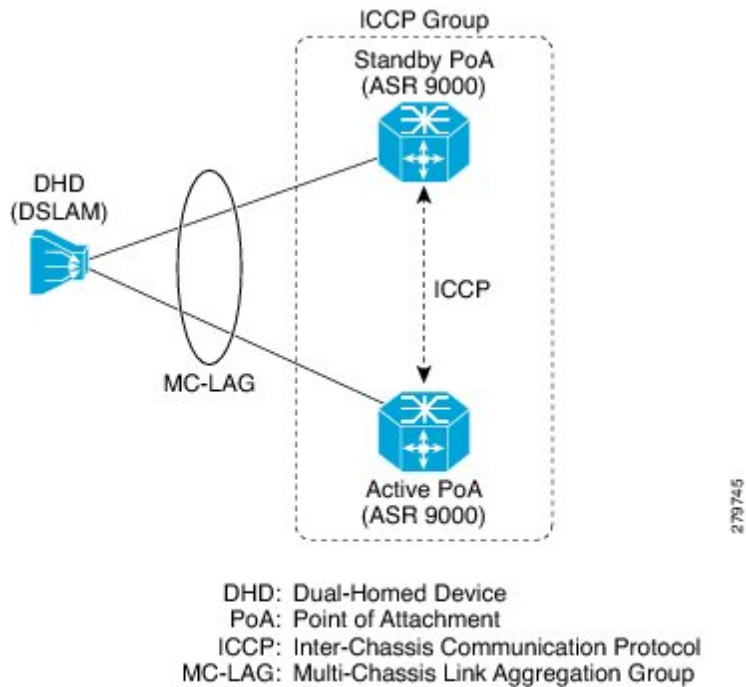 ICCP Group
Standby PoA
(ASR 9000)
DHD
(DSLAM)
ICCP
MC-LAG
Active PoA
(ASR 9000)
279745
DHD: Dual-Homed Device
PoA: Point of Attachment
ICCP: Inter-Chassis Communication Protocol
MC-LAG: Multi-Chassis Link Aggregation Group